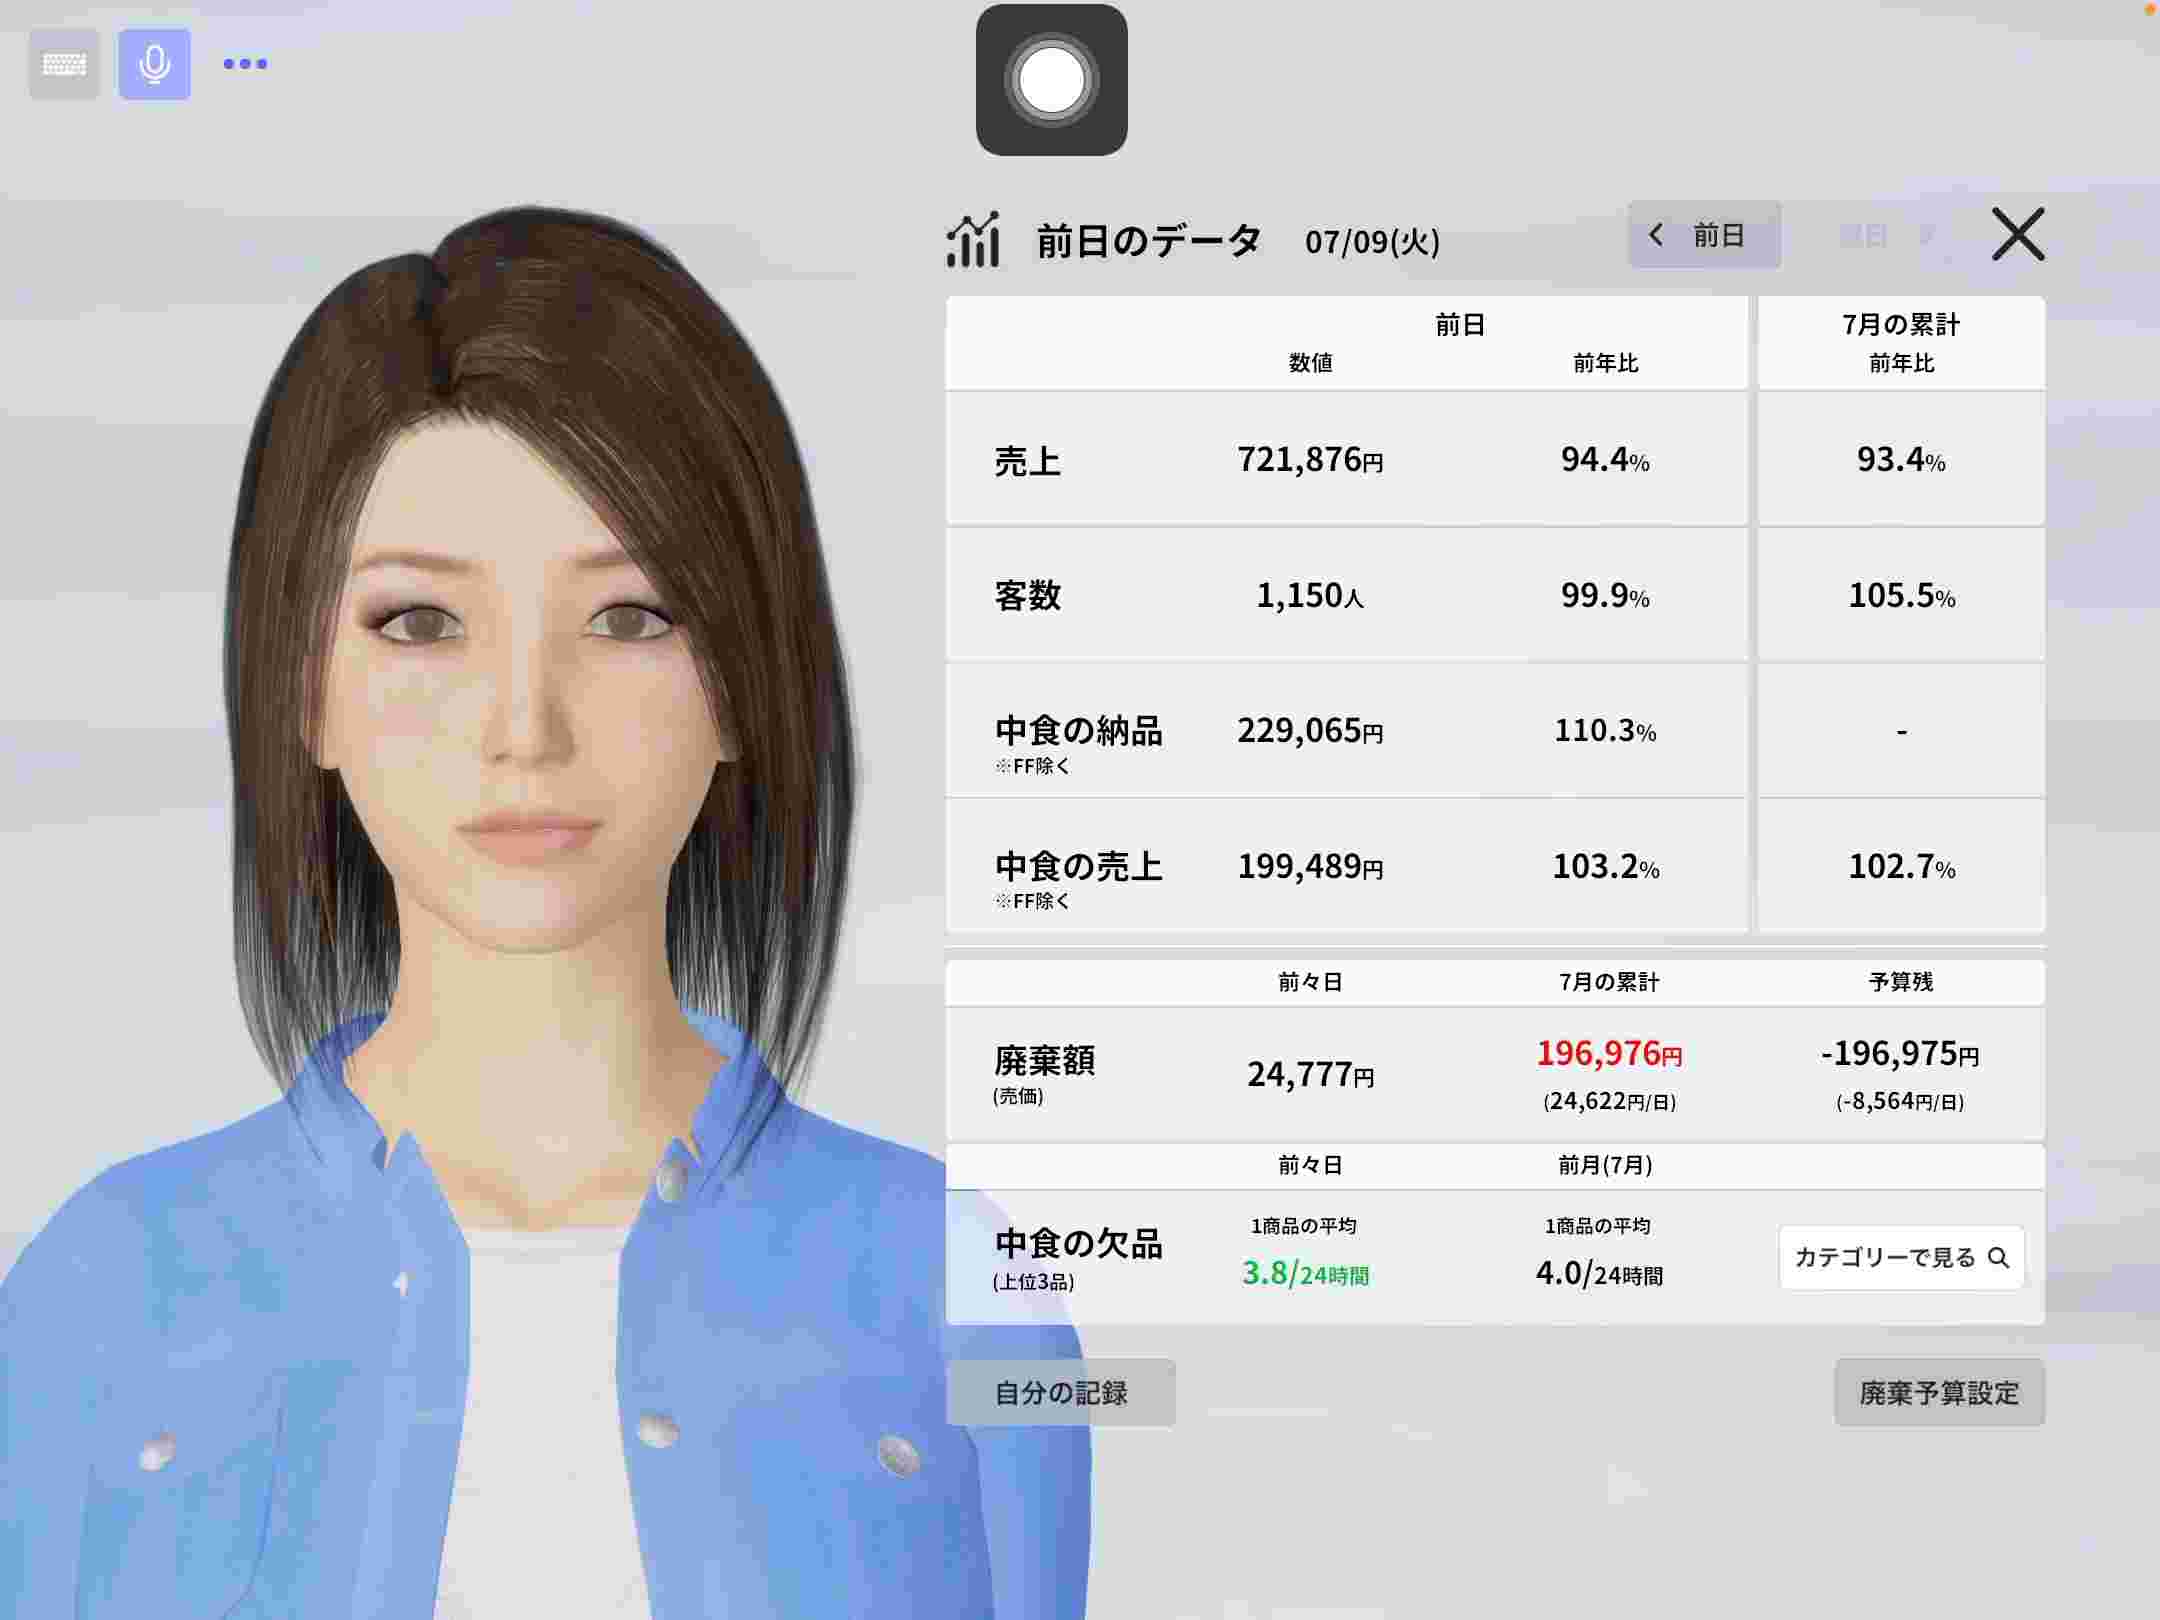 前日のデータ 07/09(火) 前日 翌日
前日 7月の累計
数値 前年比 前年比
売上 721,876円 94.4% 93.4%
客数 1,150人 99.9% 105.5%
中食の納品 229,065円 110.3% -
※FF除く
中食の売上 199,489円 103.2% 102.7%
※FF除く
前々日 7月の累計 予算残
廃棄額 24,777円 196,976円 -196,975円
(売価) (24,622円/日) (-8,564円/日)
前々日 前月(7月)
1商品の平均 1商品の平均
中食の欠品 3.8/24時間 4.0/24時間 カテゴリーで見る
(上位3品)
自分の記録 廃棄予算設定